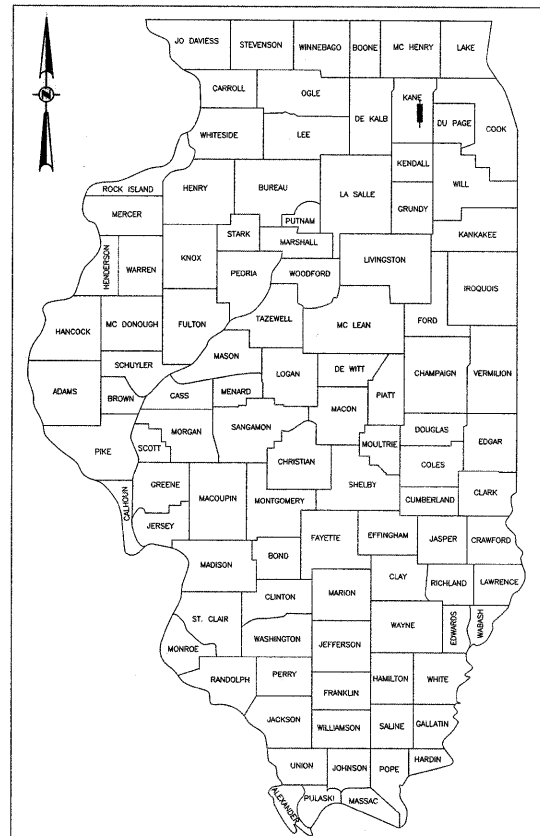 JO DAVIESS
STEVENSON
WINNEBAGO
BOONE
MC HENRY
LAKE
CARROLL
OGLE
KANE
DE KALB
DU PAGE
COOK
WHITESIDE
LEE
KENDALL
WILL
ROCK ISLAND
HENRY
BUREAU
LA SALLE
GRUNDY
MERCER
PUTNAM
KANKAKEE
STARK
MARSHALL
HENDERSON
WARREN
KNOX
PEORIA
WOODFORD
LIVINGSTON
IROQUOIS
FORD
HANCOCK
MC DONOUGH
FULTON
TAZEWELL
MC LEAN
MASON
SCHUYLER
LOGAN
DE WITT
CHAMPAIGN
VERMILION
ADAMS
BROWN
CASS
MENARD
PIATT
MACON
MORGAN
SANGAMON
DOUGLAS
EDGAR
PIKE
SCOTT
CHRISTIAN
MOULTRIE
COLES
GREENE
MACOUPIN
MONTGOMERY
SHELBY
CUMBERLAND
CLARK
CALHOUN
JERSEY
FAYETTE
EFFINGHAM
JASPER
CRAWFORD
MADISON
BOND
CLAY
RICHLAND
LAWRENCE
CLINTON
MARION
ST. CLAIR
WAYNE
EDWARDS
WABASH
WASHINGTON
JEFFERSON
MONROE
RANDOLPH
PERRY
HAMILTON
WHITE
FRANKLIN
JACKSON
WILLIAMSON
SALINE
GALLATIN
UNION
JOHNSON
POPE
HARDIN
ALEXANDER
PULASKI
MASSAC